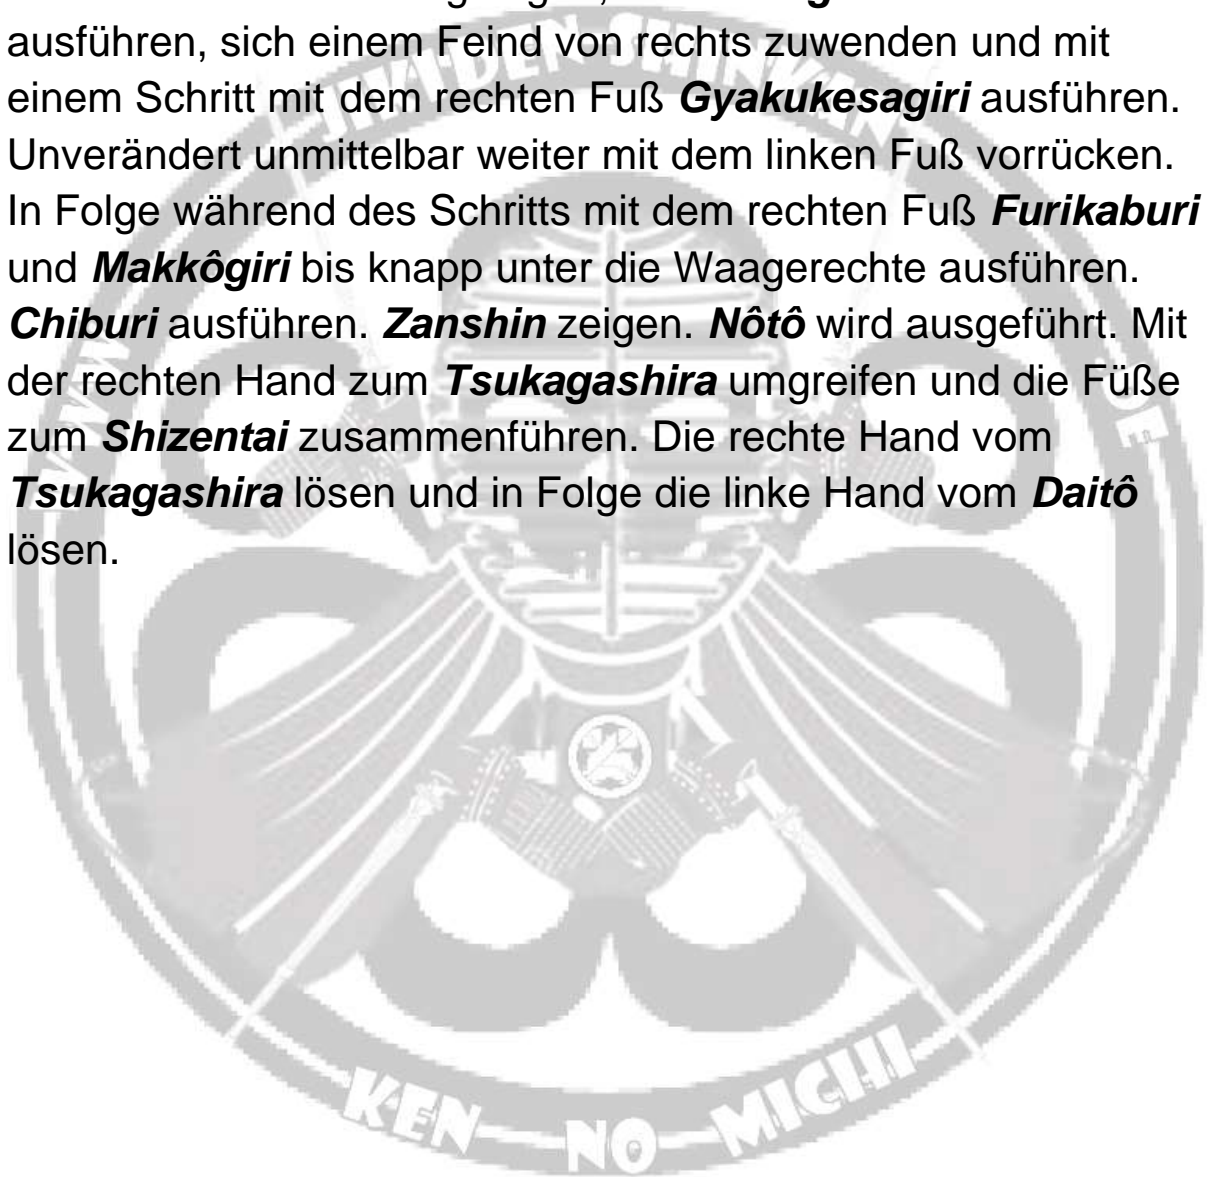 ausführen, sich einem Feind von rechts zuwenden und mit
einem Schritt mit dem rechten Fuß Gyakukesagiri ausführen.
Unverändert unmittelbar weiter mit dem linken Fuß vorrücken.
In Folge während des Schritts mit dem rechten Fuß Furikaburi
und Makkôgiri bis knapp unter die Waagerechte ausführen.
Chiburi ausführen. Zanshin zeigen. Nôtô wird ausgeführt. Mit
der rechten Hand zum Tsukagashira umgreifen und die Füße
zum Shizentai zusammenführen. Die rechte Hand vom
Tsukagashira lösen und in Folge die linke Hand vom Daitô
lösen.
KEN NO MICHI